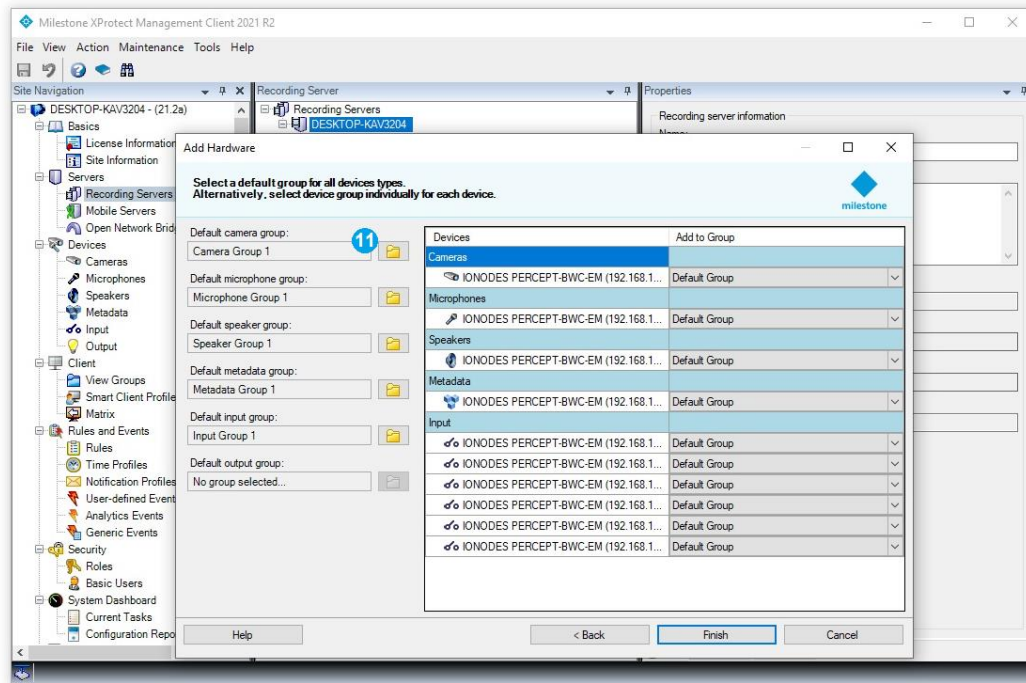 Milestone XProtect Management Client 2021 R2
File View Action Maintenance Tools Help
Site Navigation
DESKTOP-KAV3204 - (21.2a)
Basics
License Information
Site Information
Servers
Recording Servers
Mobile Servers
Open Network Brid
Devices
Cameras
Microphones
Speakers
Metadata
Input
Output
Client
View Groups
Smart Client Profile
Matrix
Rules and Events
Rules
Time Profiles
Notification Profiles
User-defined Event
Analytics Events
Generic Events
Security
Roles
Basic Users
System Dashboard
Current Tasks
Configuration Repo
Recording Server
Recording Servers
DESKTOP-KAV3204
Properties
Recording server information
Name:
Add Hardware
Select a default group for all devices types.
Alternatively, select device group individually for each device.
milestone
Default camera group:
11
Camera Group 1
Default microphone group:
Microphone Group 1
Default speaker group:
Speaker Group 1
Default metadata group:
Metadata Group 1
Default input group:
Input Group 1
Default output group:
No group selected...
Devices Add to Group
Cameras
IONODES PERCEPT-BWC-EM (192.168.1... Default Group
Microphones
IONODES PERCEPT-BWC-EM (192.168.1... Default Group
Speakers
IONODES PERCEPT-BWC-EM (192.168.1... Default Group
Metadata
IONODES PERCEPT-BWC-EM (192.168.1... Default Group
Input
IONODES PERCEPT-BWC-EM (192.168.1... Default Group
IONODES PERCEPT-BWC-EM (192.168.1... Default Group
IONODES PERCEPT-BWC-EM (192.168.1... Default Group
IONODES PERCEPT-BWC-EM (192.168.1... Default Group
IONODES PERCEPT-BWC-EM (192.168.1... Default Group
IONODES PERCEPT-BWC-EM (192.168.1... Default Group
Help < Back Finish Cancel